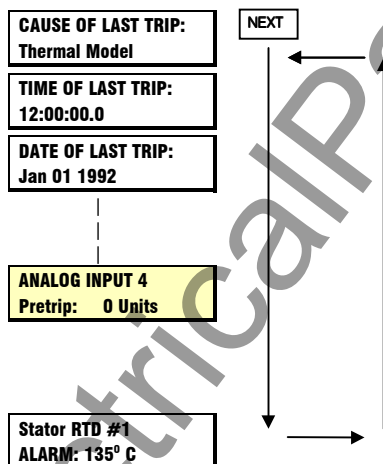 CAUSE OF LAST TRIP:
Thermal Model
NEXT
TIME OF LAST TRIP:
12:00:00.0
DATE OF LAST TRIP:
Jan 01 1992
ANALOG INPUT 4
Pretrip: 0 Units
Stator RTD #1
ALARM: 135⁰ C